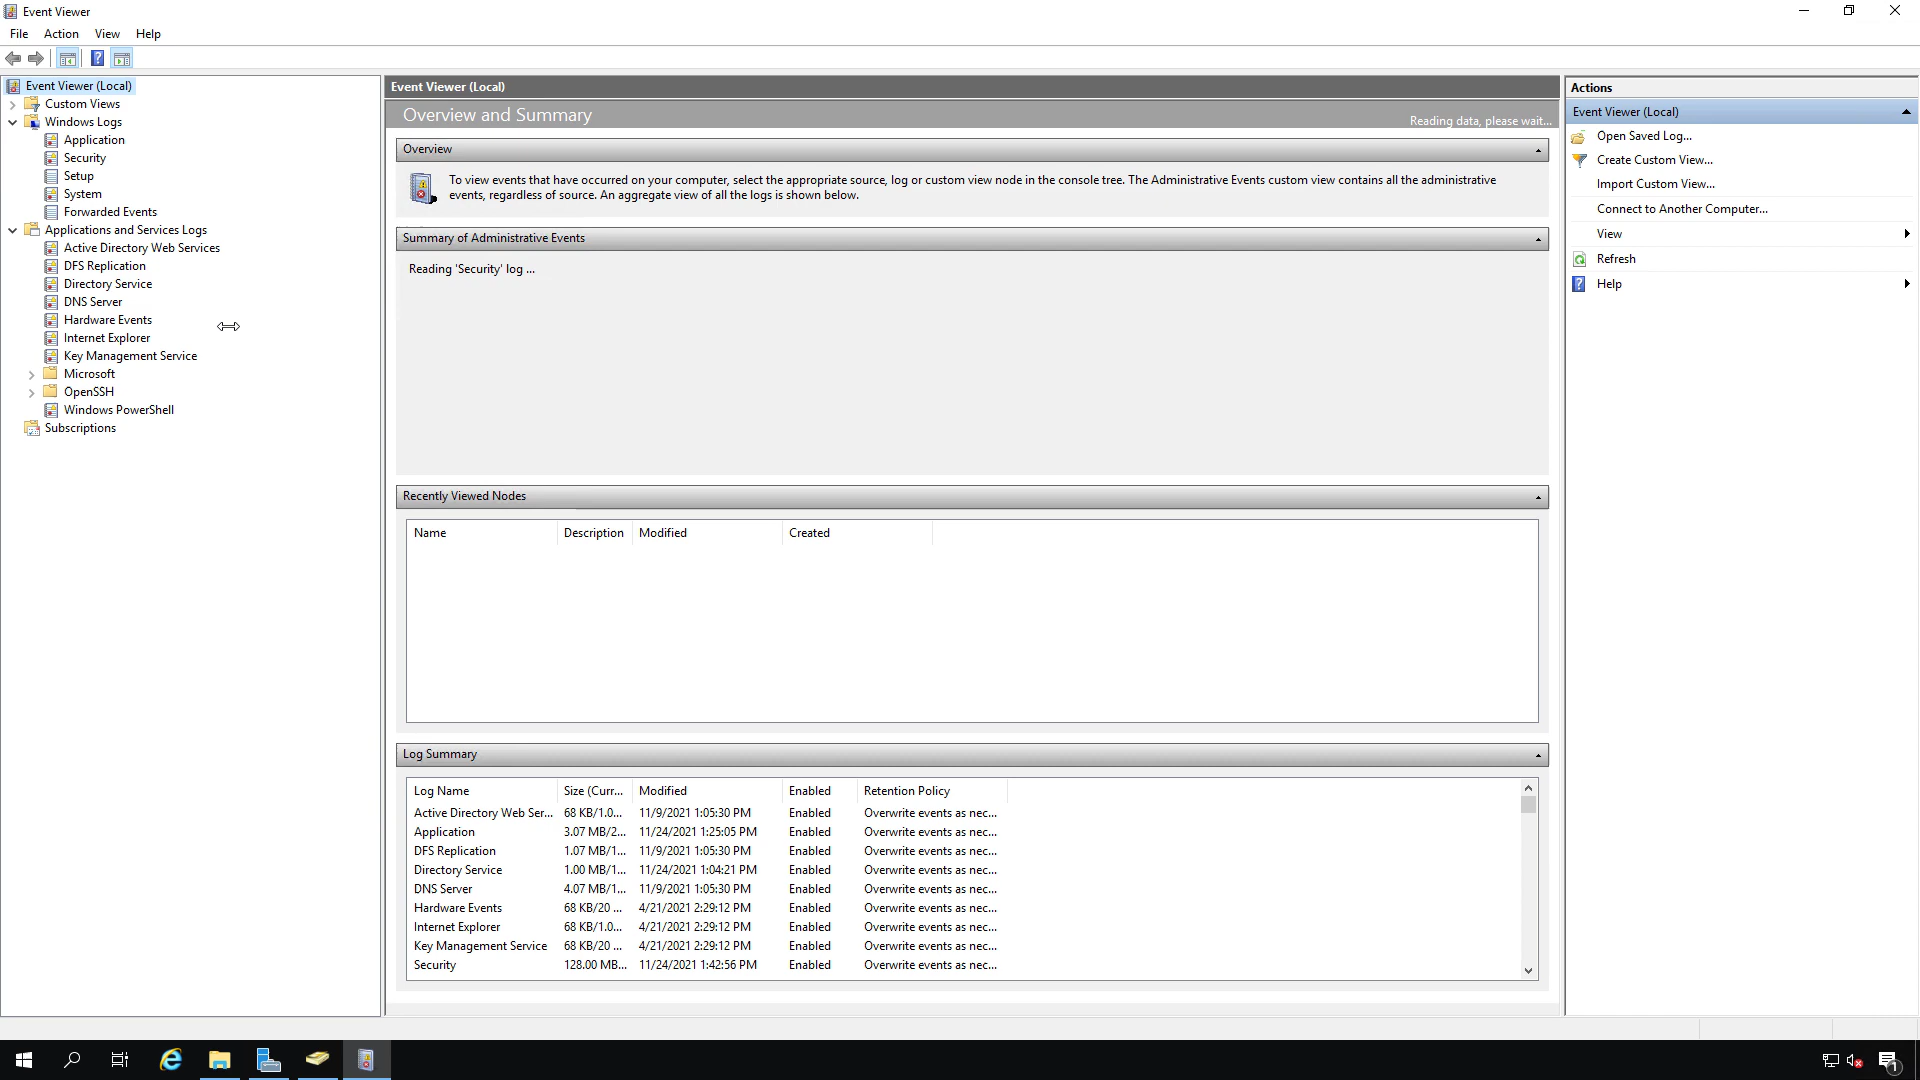 Event Viewer
File Action View Help
Event Viewer (Local)
Custom Views
Windows Logs
Application
Security
Setup
System
Forwarded Events
Applications and Services Logs
Active Directory Web Services
DFS Replication
Directory Service
DNS Server
Hardware Events
Internet Explorer
Key Management Service
Microsoft
OpenSSH
Windows PowerShell
Subscriptions
Event Viewer (Local)
Overview and Summary
Reading data, please wait...
Overview
To view events that have occurred on your computer, select the appropriate source, log or custom view node in the console tree. The Administrative Events custom view contains all the administrative
events, regardless of source. An aggregate view of all the logs is shown below.
Summary of Administrative Events
Reading 'Security' log ...
Recently Viewed Nodes
Name Description Modified Created
Log Summary
Log Name Size (Curr... Modified Enabled Retention Policy
Active Directory Web Ser... 68 KB/1.0... 11/9/2021 1:05:30 PM Enabled Overwrite events as nec...
Application 3.07 MB/2... 11/24/2021 1:25:05 PM Enabled Overwrite events as nec...
DFS Replication 1.07 MB/1... 11/9/2021 1:05:30 PM Enabled Overwrite events as nec...
Directory Service 1.00 MB/1... 11/24/2021 1:04:21 PM Enabled Overwrite events as nec...
DNS Server 4.07 MB/1... 11/9/2021 1:05:30 PM Enabled Overwrite events as nec...
Hardware Events 68 KB/20 ... 4/21/2021 2:29:12 PM Enabled Overwrite events as nec...
Internet Explorer 68 KB/1.0... 4/21/2021 2:29:12 PM Enabled Overwrite events as nec...
Key Management Service 68 KB/20 ... 4/21/2021 2:29:12 PM Enabled Overwrite events as nec...
Security 128.00 MB... 11/24/2021 1:42:56 PM Enabled Overwrite events as nec...
Actions
Event Viewer (Local)
Open Saved Log...
Create Custom View...
Import Custom View...
Connect to Another Computer...
View
Refresh
Help
1